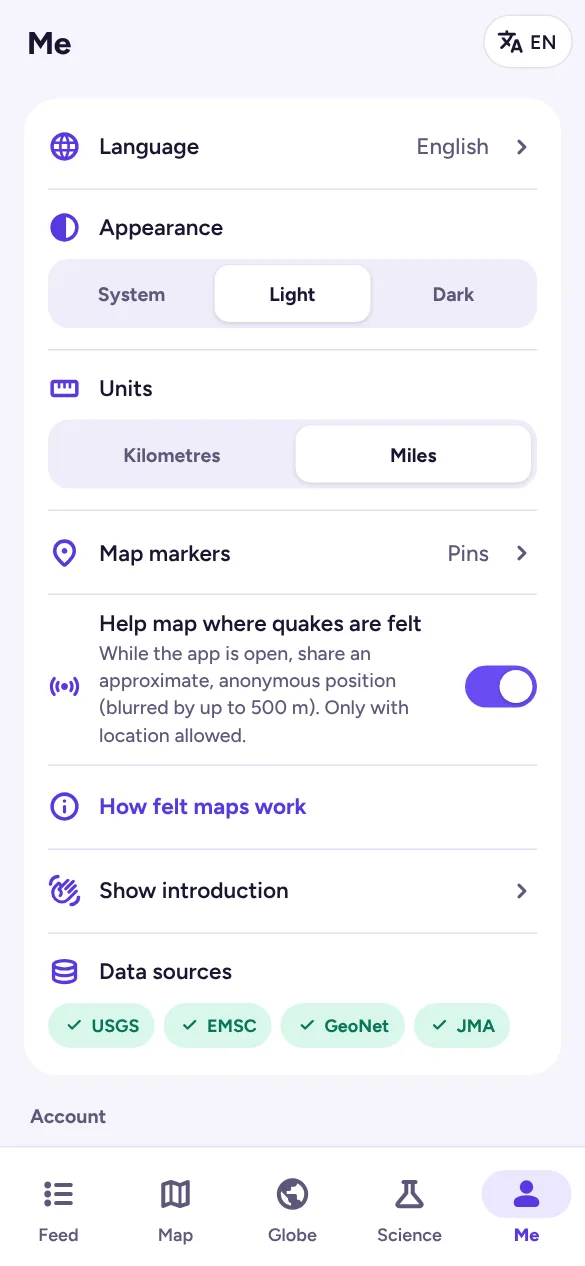 Me
EN
Language English
Appearance
System Light Dark
Units
Kilometres Miles
Map markers Pins
Help map where quakes are felt
While the app is open, share an
approximate, anonymous position
(blurred by up to 500 m). Only with
location allowed.
How felt maps work
Show introduction
Data sources
USGS EMSC GeoNet JMA
Account
Feed Map Globe Science Me